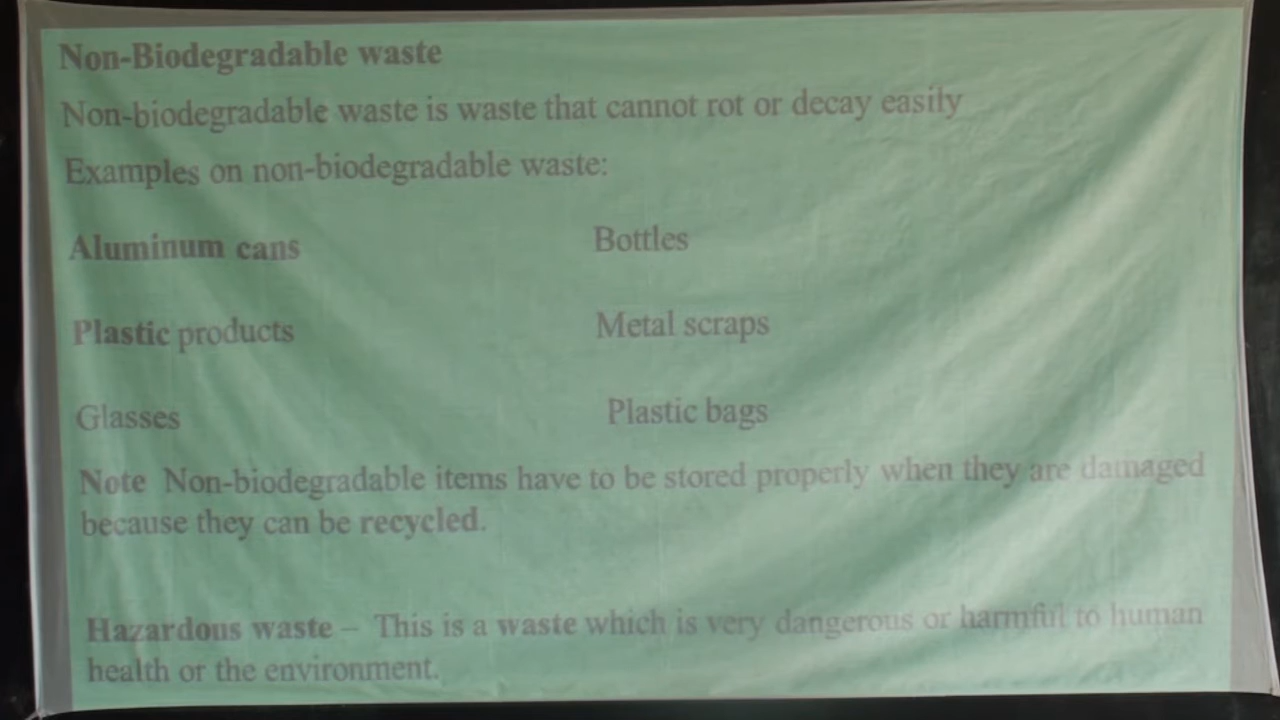 Non-Biodegradable waste
Non-biodegradable waste is waste that cannot rot or decay easily
Examples on non-biodegradable waste:
Aluminum cans Bottles
Plastic products Metal scraps
Glasses Plastic bags
Note Non-biodegradable items have to be stored properly when they are damaged
because they can be recycled.
Hazardous waste – This is a waste which is very dangerous or harmful to human
health or the environment.